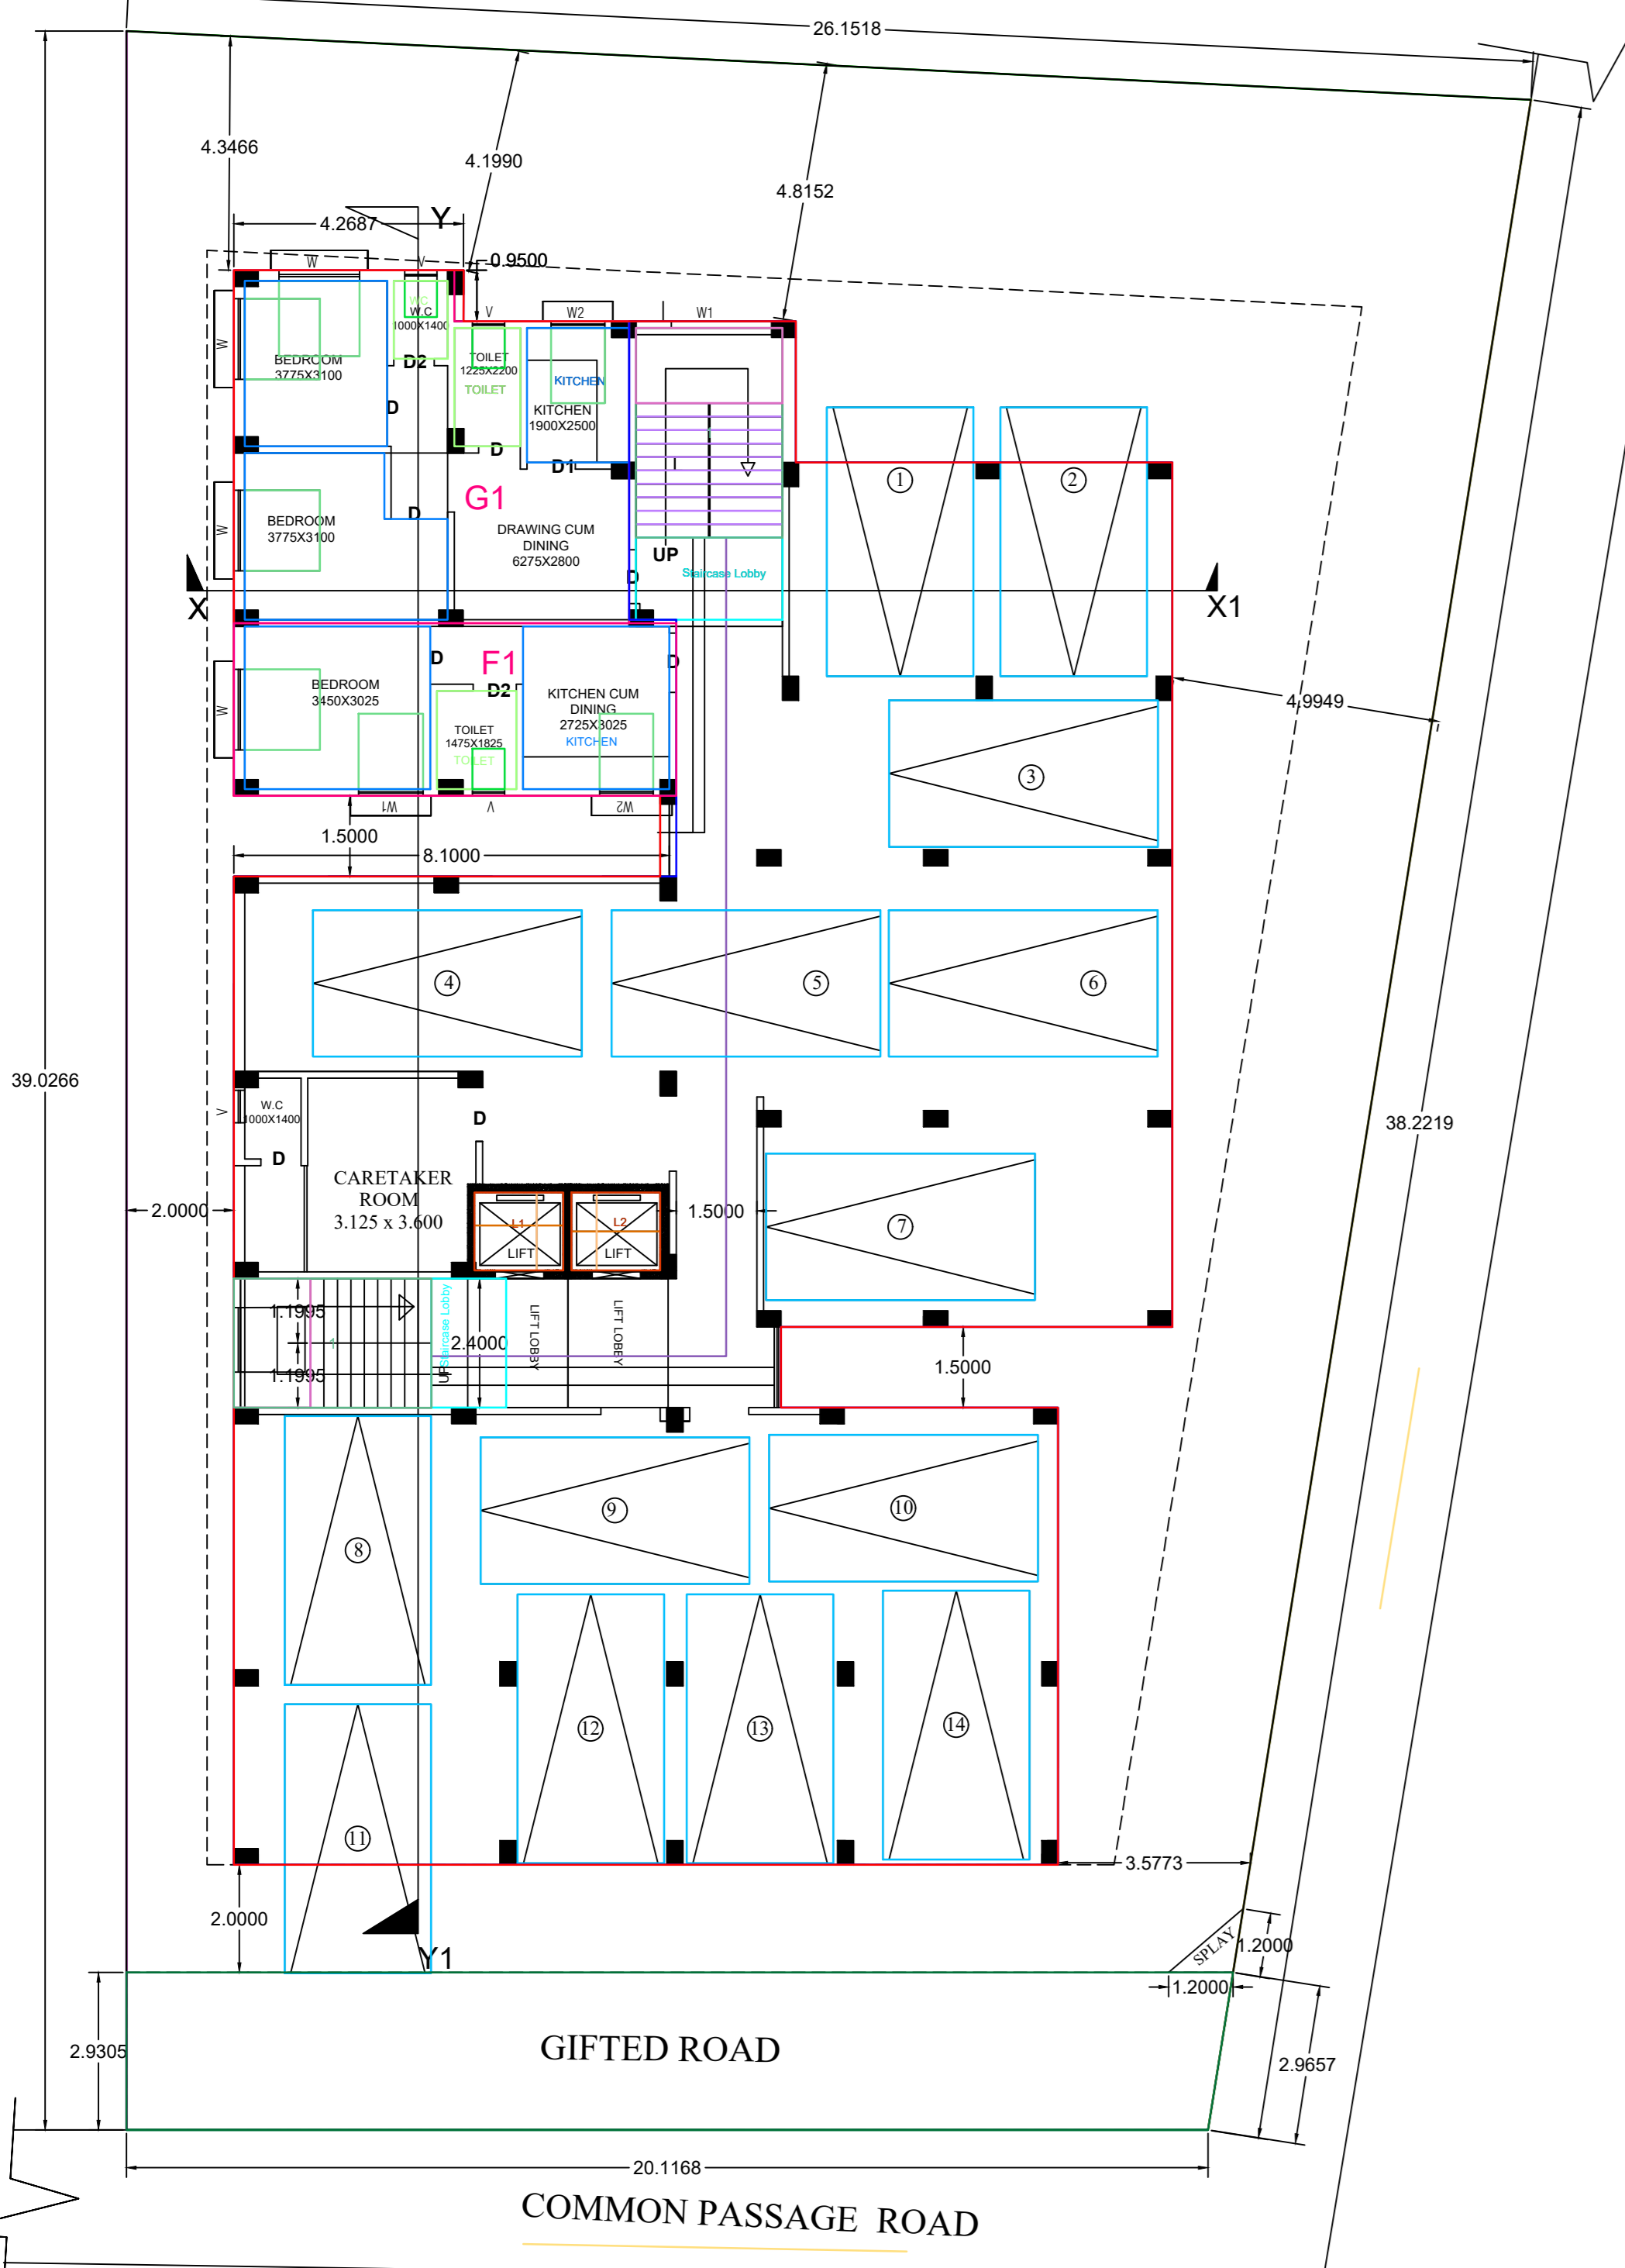 26.1518
4.3466
4.1990
4.8152
4.2687
Y
0.9500
W
V
W
WC
W.C
1000X1400
D2
BEDROOM
3775X3100
D
V
W2
W1
TOILET
1225X2200
TOILET
KITCHEN
KITCHEN
1900X2500
D
D1
G1
1
2
W
BEDROOM
3775X3100
D
DRAWING CUM
DINING
6275X2800
UP
Staircase Lobby
D
X
X1
D
F1
D
W
BEDROOM
3450X3025
D2
KITCHEN CUM
DINING
2725X3025
KITCHEN
TOILET
1475X1825
TOILET
4.9949
3
W1
V
W2
1.5000
8.1000
4
5
6
39.0266
V
W.C
1000X1400
D
D
38.2219
CARETAKER
ROOM
3.125 x 3.600
2.0000
1.5000
7
L1
L2
LIFT
LIFT
1.1995
1
1.1995
UP
Staircase Lobby
2.4000
LIFT LOBBY
LIFT LOBBY
1.5000
8
9
10
12
13
14
11
3.5773
2.0000
SPLAY
1.2000
Y1
1.2000
GIFTED ROAD
2.9305
2.9657
20.1168
COMMON PASSAGE ROAD